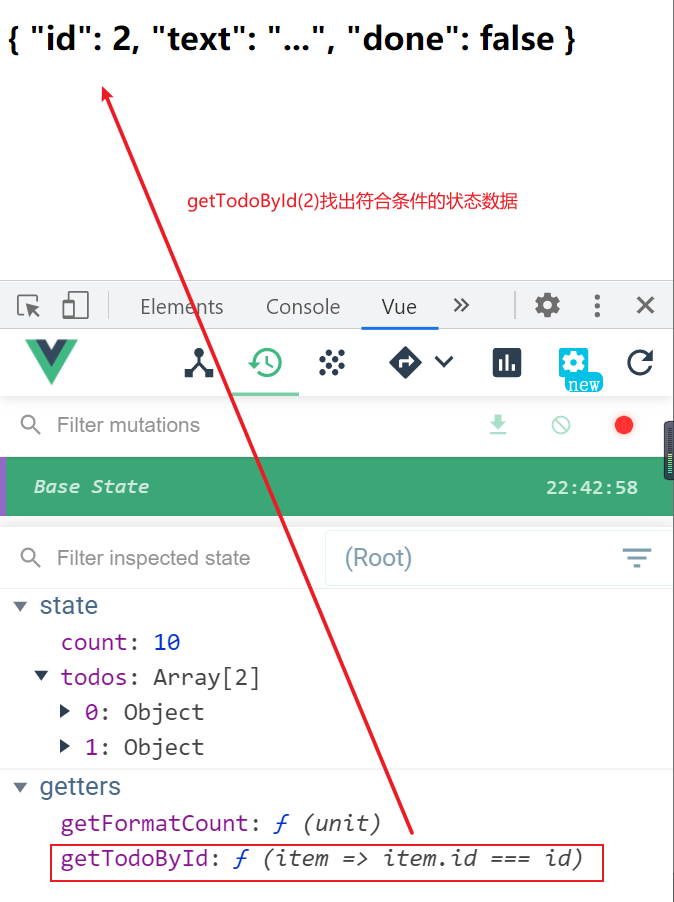 { "id": 2, "text": "...", "done": false }
getTodoById(2)找出符合条件的状态数据
Elements Console Vue
new
Filter mutations
Base State 22:42:58
Filter inspected state (Root)
state
count: 10
todos: Array[2]
0: Object
1: Object
getters
getFormatCount: ƒ (unit)
getTodoById: ƒ (item => item.id === id)